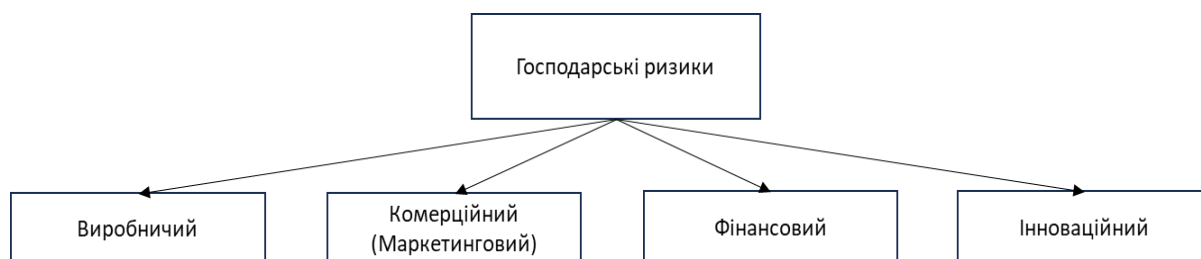 Господарські ризики
Виробничий
Комерційний
(Маркетинговий)
Фінансовий
Інноваційний